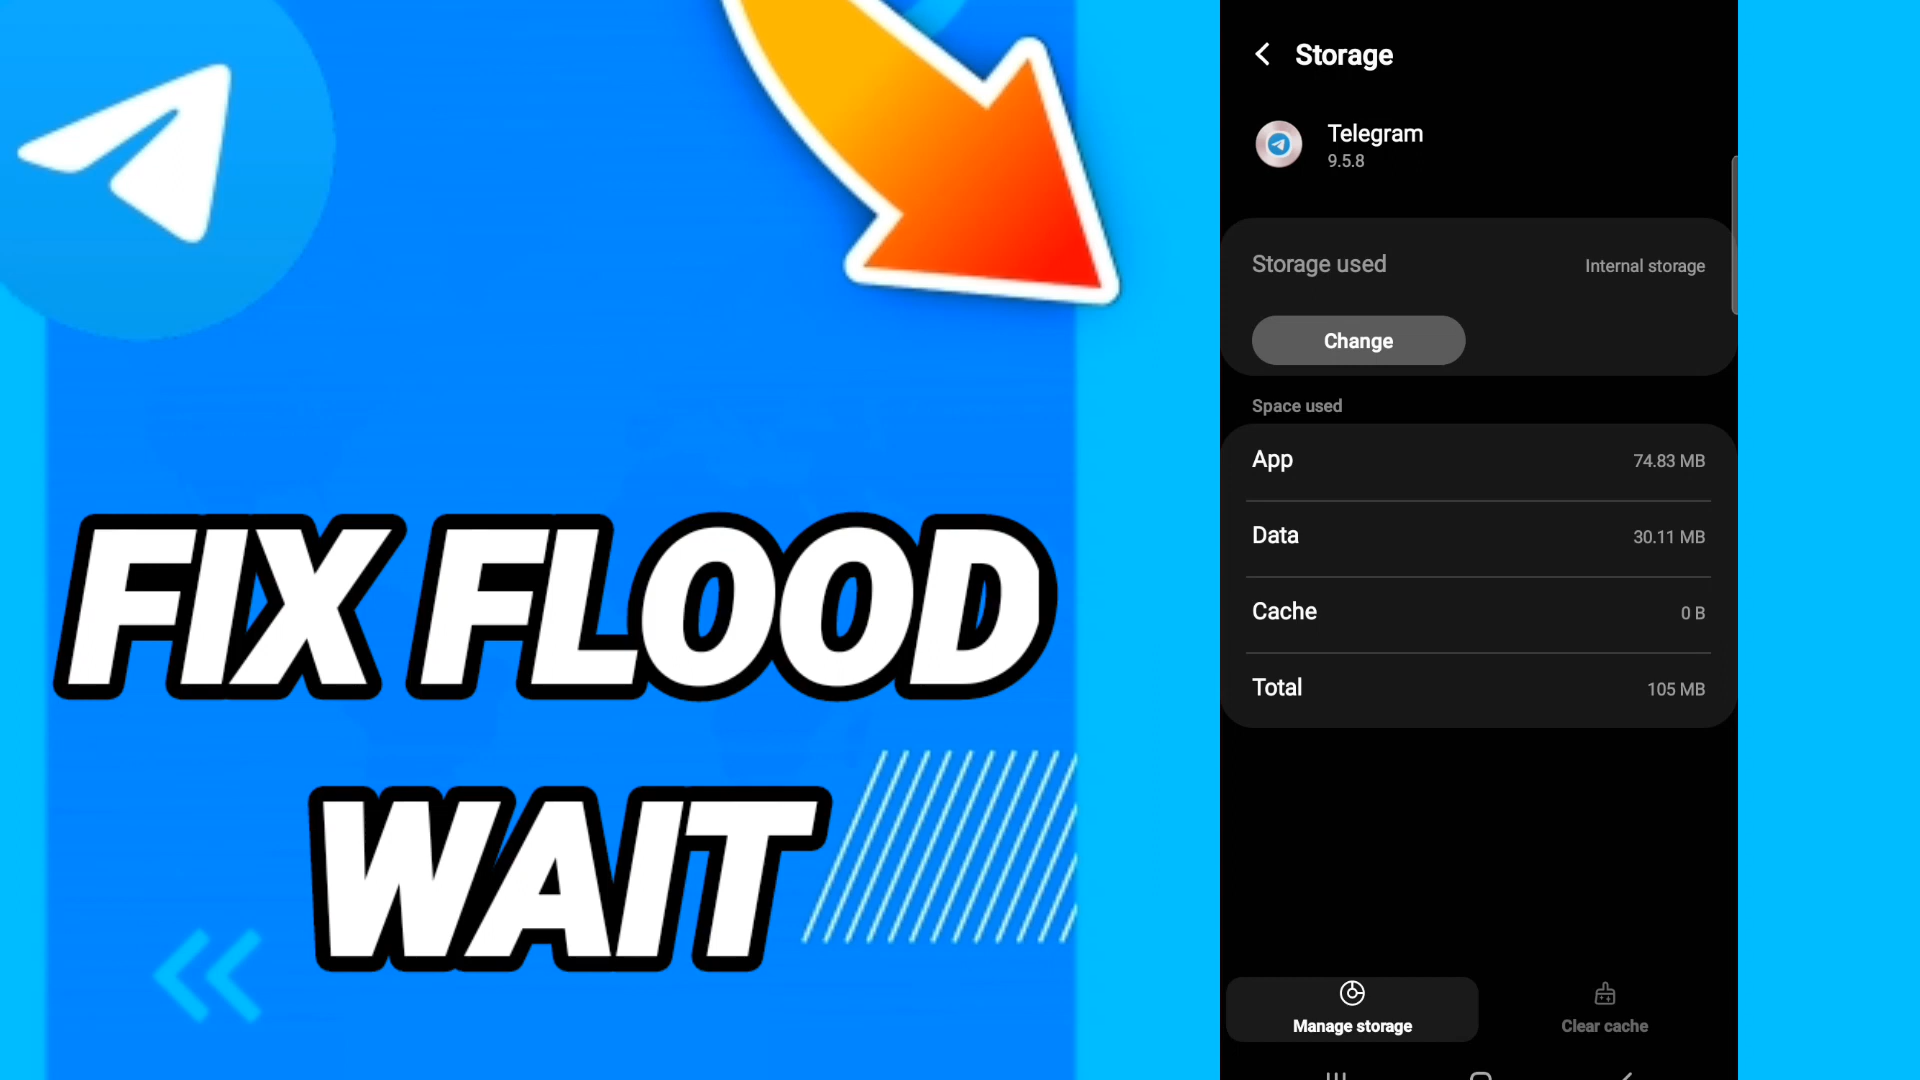 FIX FLOOD
WAIT
Storage
Telegram
9.5.8
Storage used Internal storage
Change
Space used
App 74.83 MB
Data 30.11 MB
Cache 0 B
Total 105 MB
Manage storage Clear cache